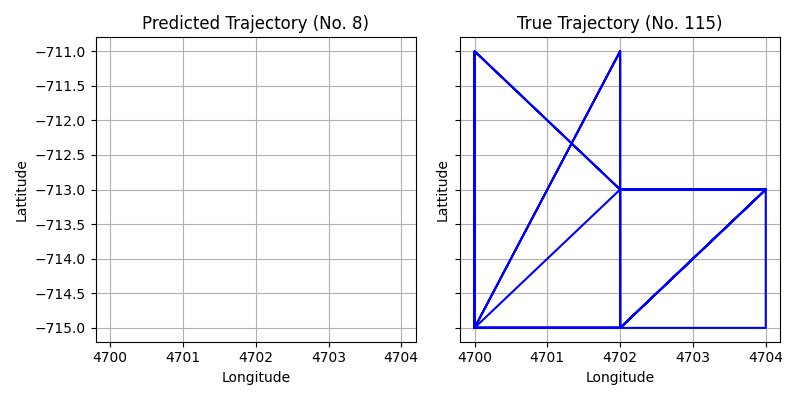 Predicted Trajectory (No. 8)
True Trajectory (No. 115)
Lattitude
−711.0
−711.5
−712.0
−712.5
−713.0
−713.5
−714.0
−714.5
−715.0
4700 4701 4702 4703 4704
Longitude
Lattitude
4700 4701 4702 4703 4704
Longitude